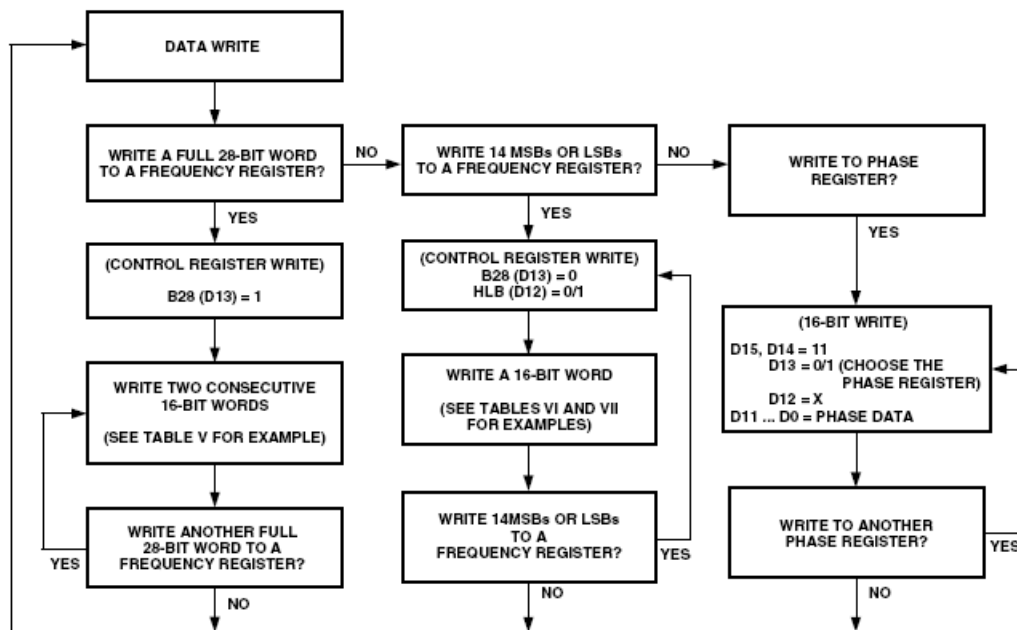 DATA WRITE
WRITE A FULL 28-BIT WORD
TO A FREQUENCY REGISTER?
NO
WRITE 14 MSBs OR LSBs
TO A FREQUENCY REGISTER?
NO
WRITE TO PHASE
REGISTER?
YES
YES
YES
(CONTROL REGISTER WRITE)
B28 (D13) = 1
(CONTROL REGISTER WRITE)
B28 (D13) = 0
HLB (D12) = 0/1
(16-BIT WRITE)
D15, D14 = 11
D13 = 0/1 (CHOOSE THE
PHASE REGISTER)
D12 = X
D11 ... D0 = PHASE DATA
WRITE TWO CONSECUTIVE
16-BIT WORDS
(SEE TABLE V FOR EXAMPLE)
WRITE A 16-BIT WORD
(SEE TABLES VI AND VII
FOR EXAMPLES)
WRITE ANOTHER FULL
28-BIT WORD TO A
FREQUENCY REGISTER?
YES
NO
WRITE 14MSBs OR LSBs
TO A
FREQUENCY REGISTER?
YES
NO
WRITE TO ANOTHER
PHASE REGISTER?
YES
NO